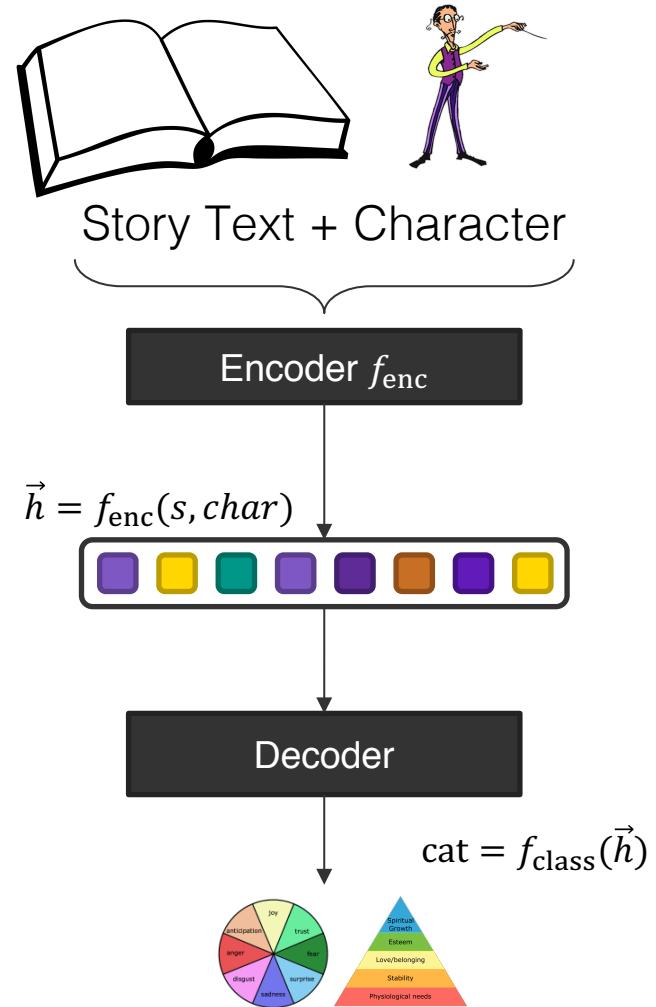 Story Text + Character
Encoder f_enc
h⃗ = f_enc(s, char)
Decoder
cat = f_class(h⃗)
joy
anticipation
trust
anger
fear
disgust
surprise
sadness
Spiritual
Growth
Esteem
Love/belonging
Stability
Physiological needs